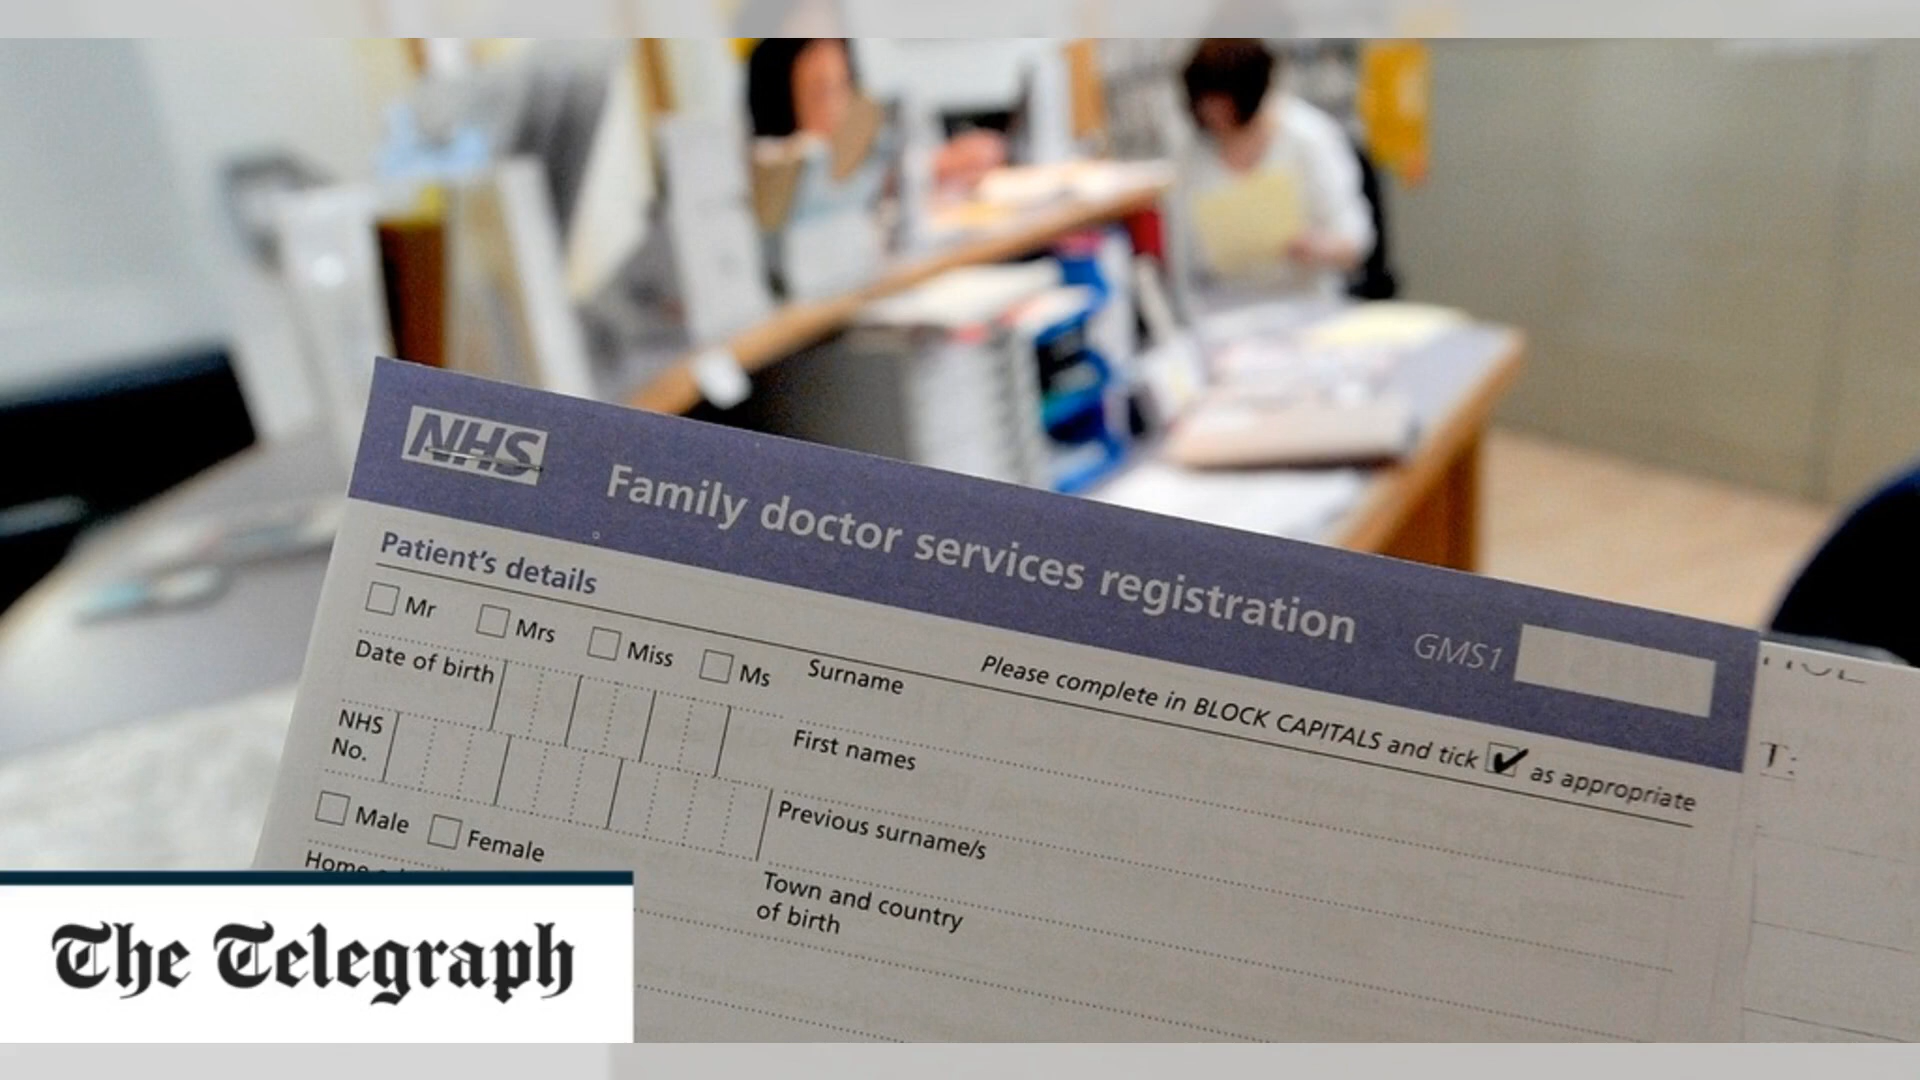 NHS
Family doctor services registration
GMS1
Patient's details
Please complete in BLOCK CAPITALS and tick ✔ as appropriate
Mr Mrs Miss Ms
Surname
Date of birth
First names
NHS
No.
Previous surname/s
Male Female
Town and country
of birth
Home
T:
The Telegraph